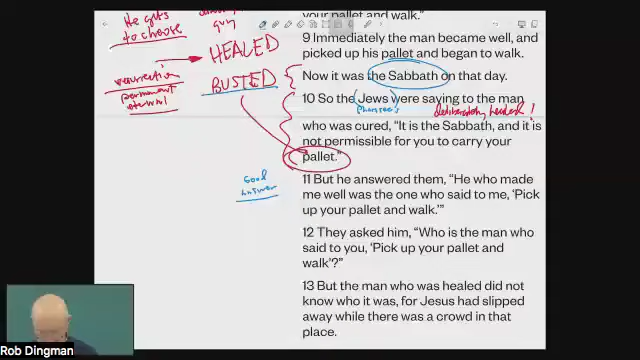 He gets
to choose
guy
HEALED
BUSTED
resurrection
permanent
eternal
your pallet and walk."
9 Immediately the man became well, and
picked up his pallet and began to walk.
Now it was the Sabbath on that day.
10 So the Jews were saying to the man
Pharisee's
deliberately healed!
who was cured, "It is the Sabbath, and it is
not permissible for you to carry your
pallet."
Good
Answer
11 But he answered them, "He who made
me well was the one who said to me, 'Pick
up your pallet and walk.'"
12 They asked him, "Who is the man who
said to you, 'Pick up your pallet and
walk'?"
13 But the man who was healed did not
know who it was, for Jesus had slipped
away while there was a crowd in that
place.
Rob Dingman